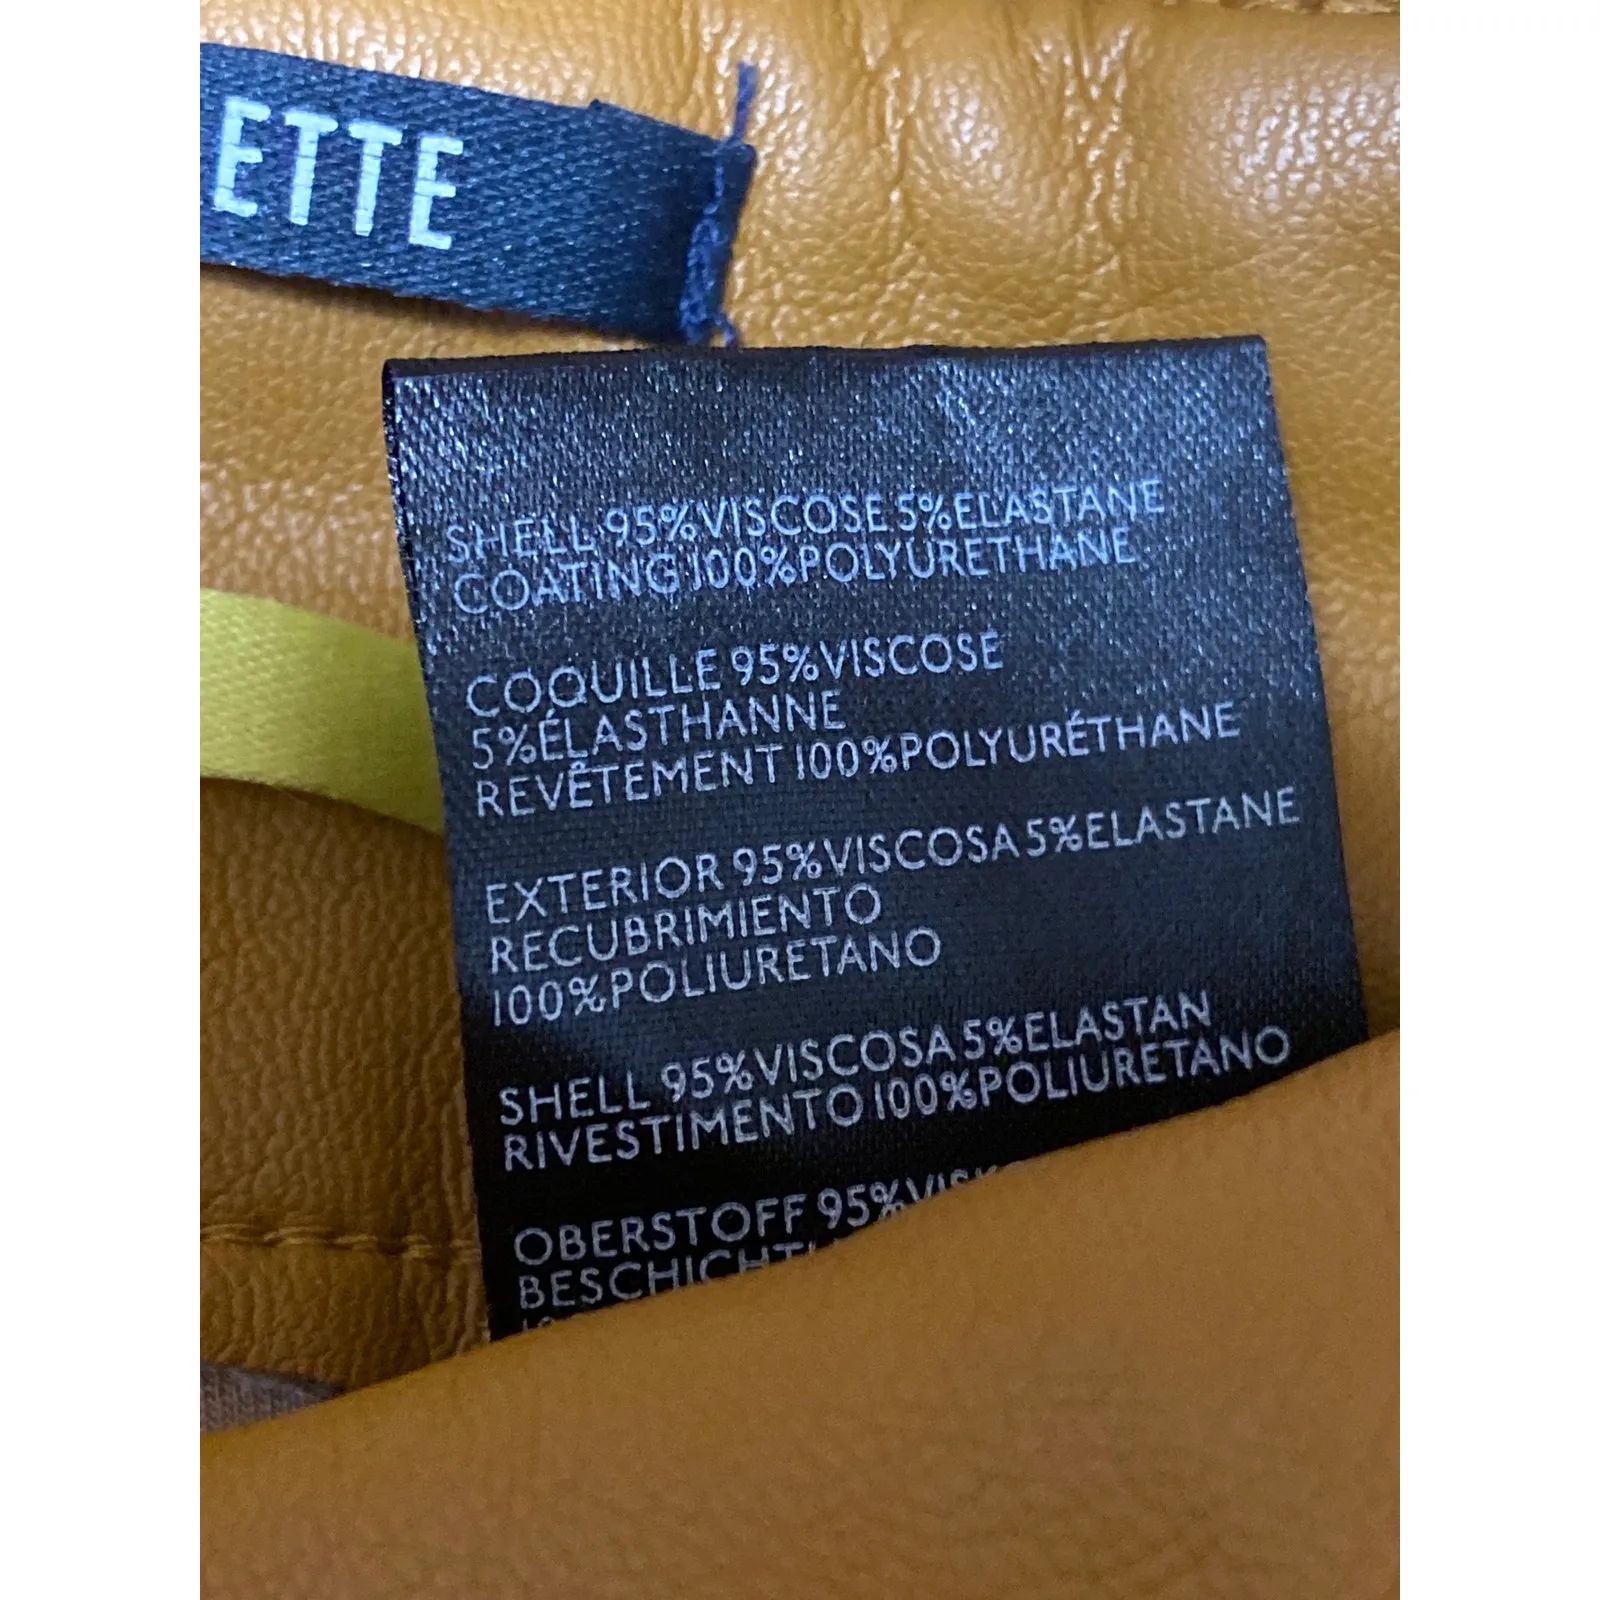 ETTE
SHELL 95%VISCOSE 5%ELASTANE
COATING 100%POLYURETHANE
COQUILLE 95%VISCOSE
5%ÉLASTHANNE
REVÊTEMENT 100%POLYURÉTHANE
EXTERIOR 95%VISCOSA 5%ELASTANE
RECUBRIMIENTO
100%POLIURETANO
SHELL 95%VISCOSA 5%ELASTAN
RIVESTIMENTO 100%POLIURETANO
OBERSTOFF 95%